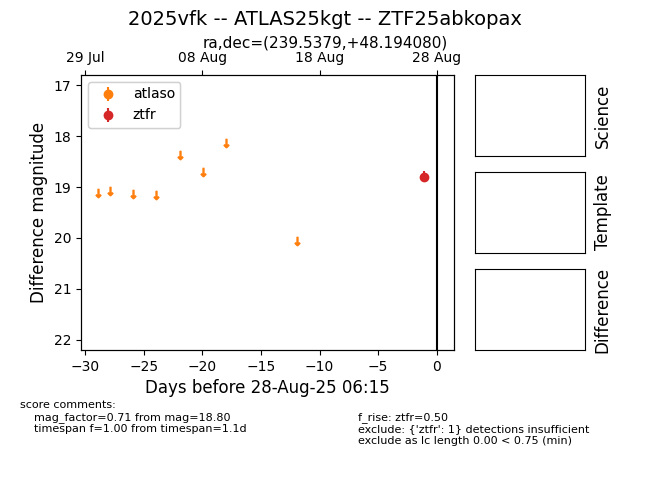 2025vfk -- ATLAS25kgt -- ZTF25abkopax
ra,dec=(239.5379,+48.194080)
29 Jul 08 Aug 18 Aug 28 Aug
atlaso
ztfr
17
18
19
20
21
22
Difference magnitude
−30 −25 −20 −15 −10 −5 0
Days before 28-Aug-25 06:15
Science
Template
Difference
score comments:
mag_factor=0.71 from mag=18.80
timespan f=1.00 from timespan=1.1d
f_rise: ztfr=0.50
exclude: {'ztfr': 1} detections insufficient
exclude as lc length 0.00 < 0.75 (min)